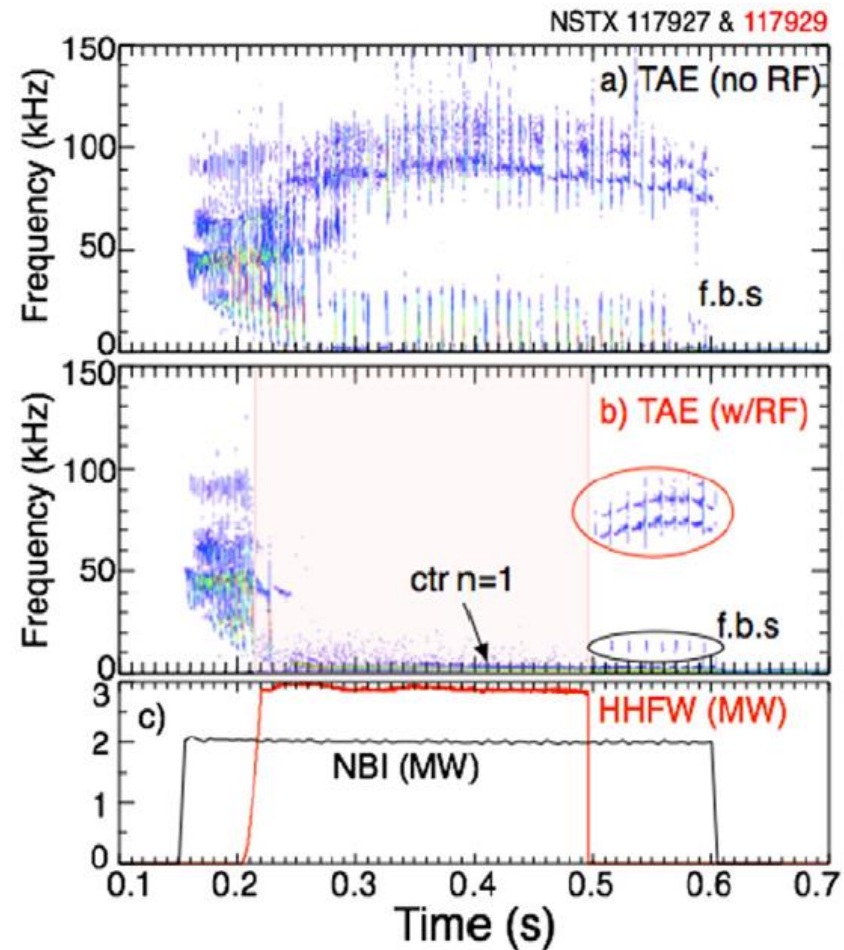 NSTX 117927 & 117929
150
a) TAE (no RF)
100
50
f.b.s
0
Frequency (kHz)
150
b) TAE (w/RF)
100
50
ctr n=1
f.b.s
0
Frequency (kHz)
3
c)
HHFW (MW)
2
NBI (MW)
1
0
0.1 0.2 0.3 0.4 0.5 0.6 0.7
Time (s)